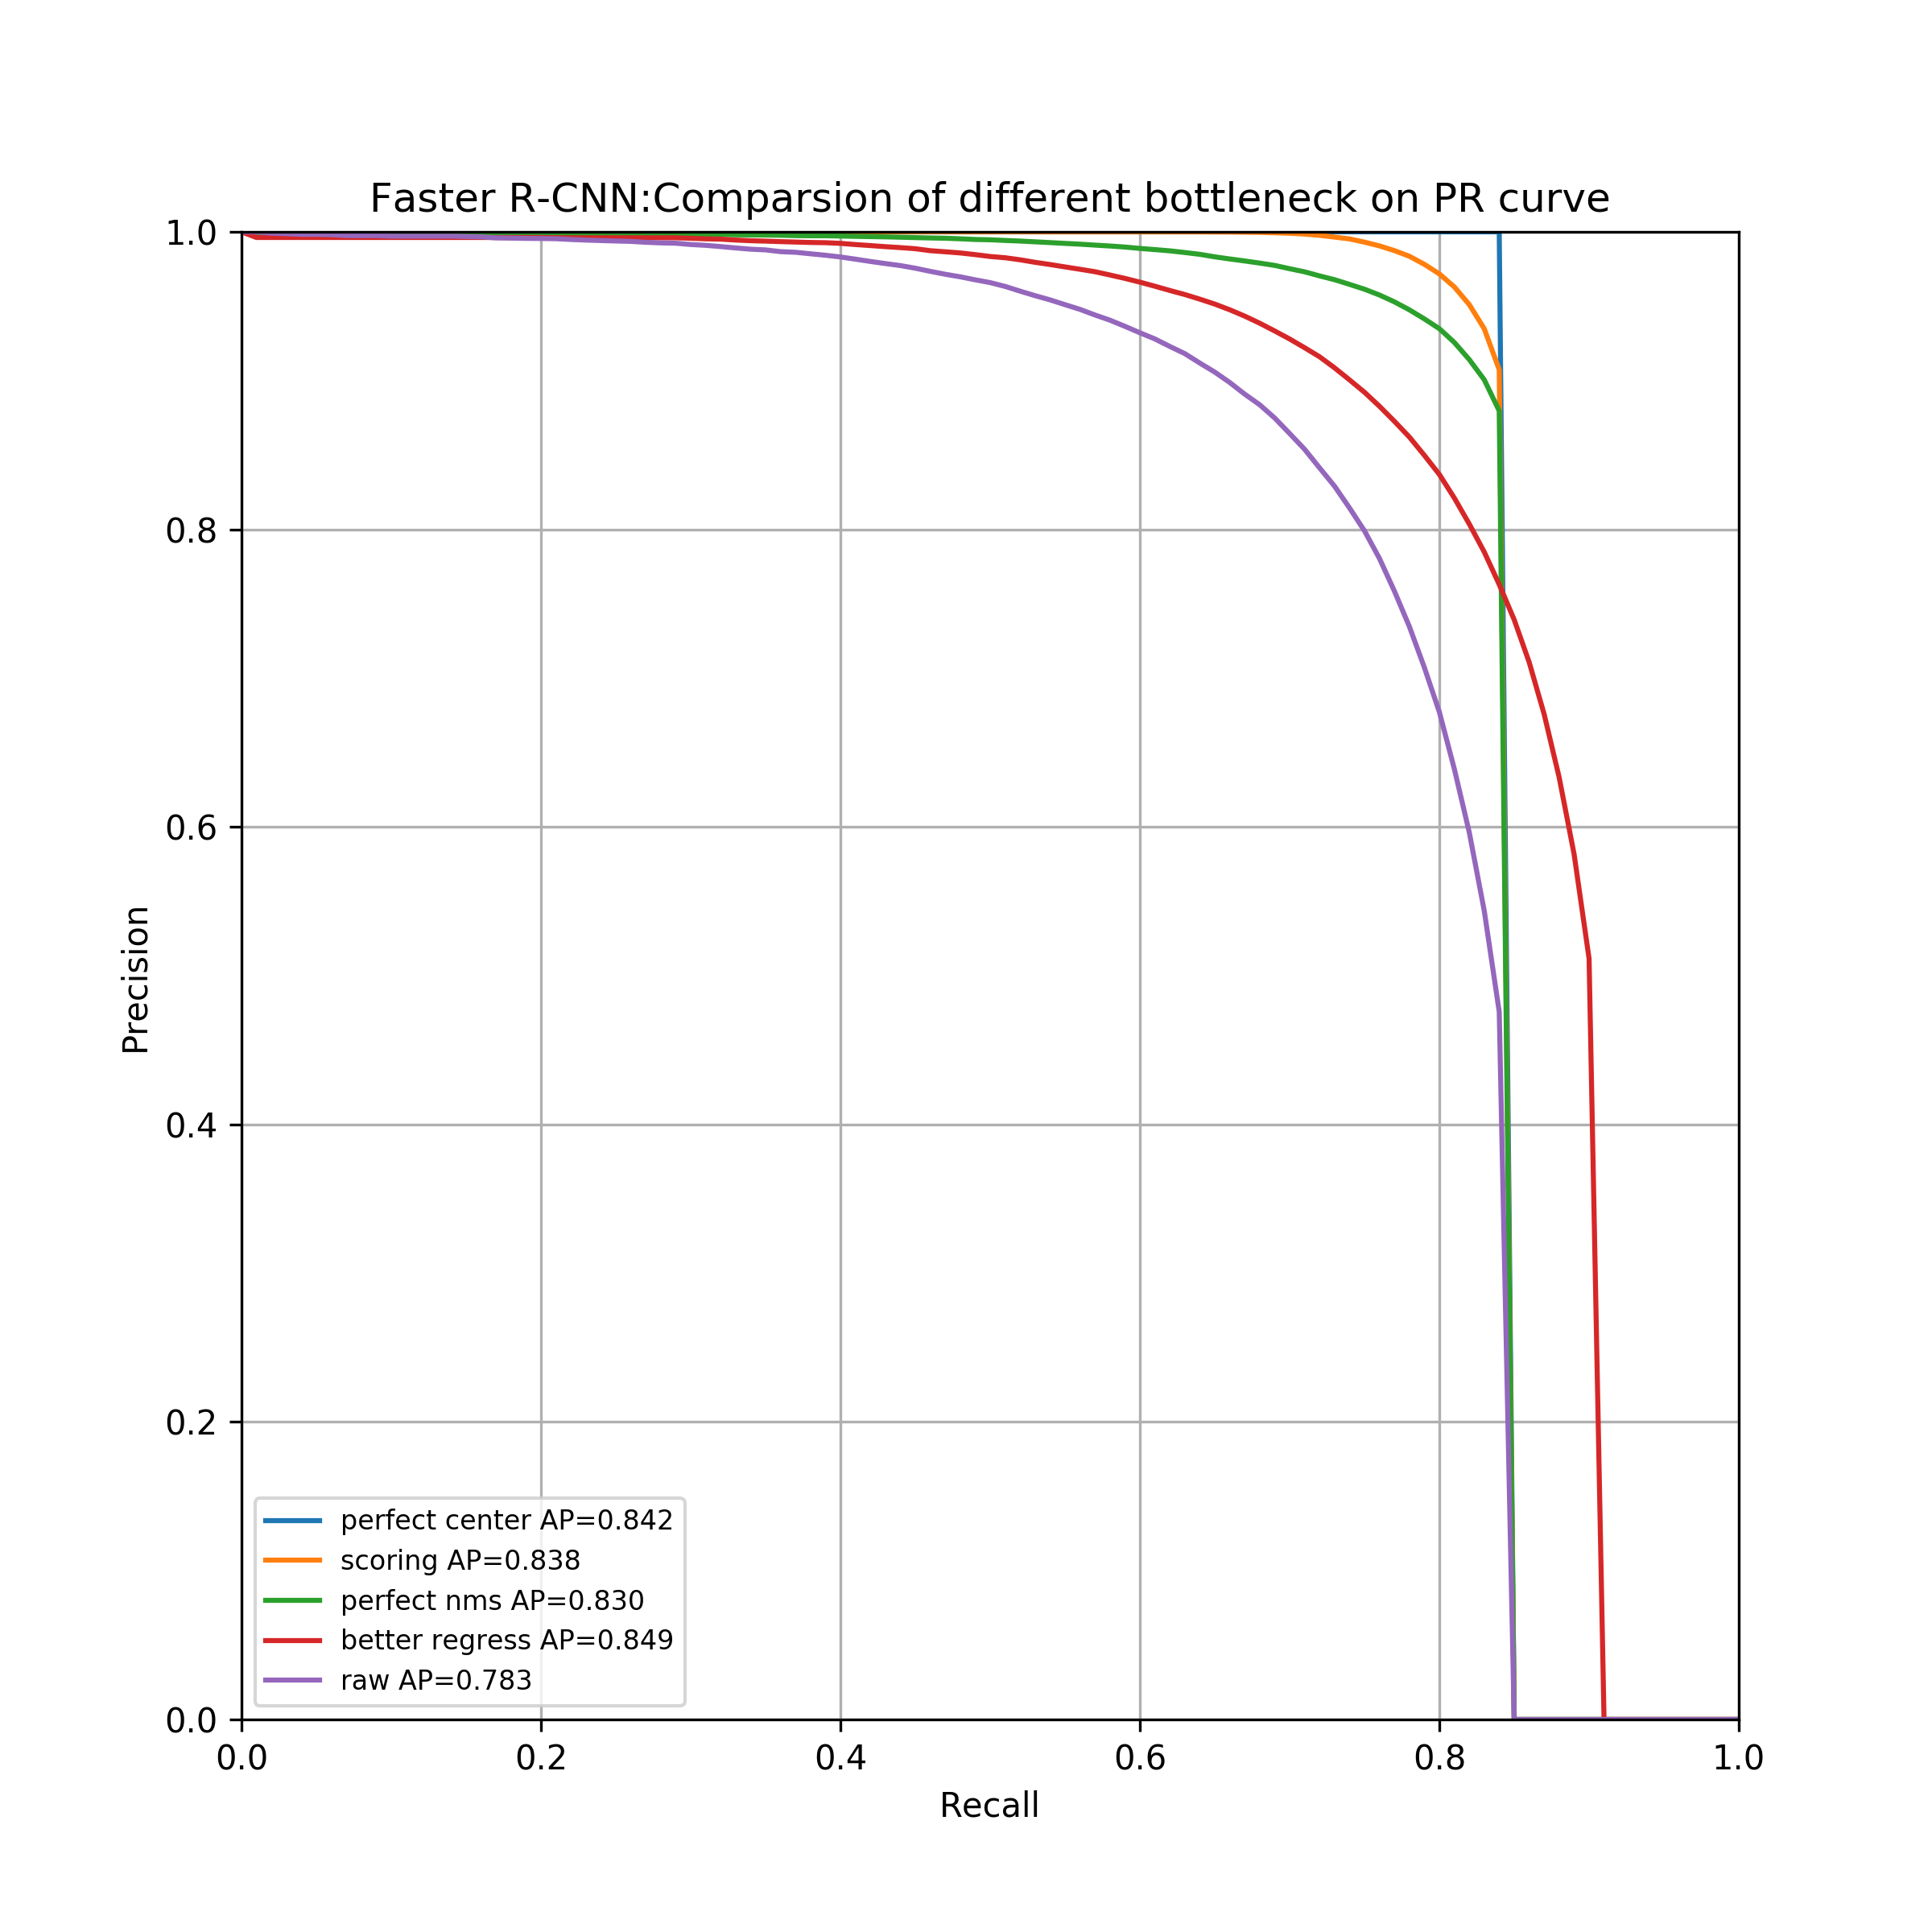 Faster R-CNN:Comparsion of different bottleneck on PR curve
1.0
0.8
0.6
0.4
0.2
0.0
Precision
perfect center AP=0.842
scoring AP=0.838
perfect nms AP=0.830
better regress AP=0.849
raw AP=0.783
0.0 0.2 0.4 0.6 0.8 1.0
Recall